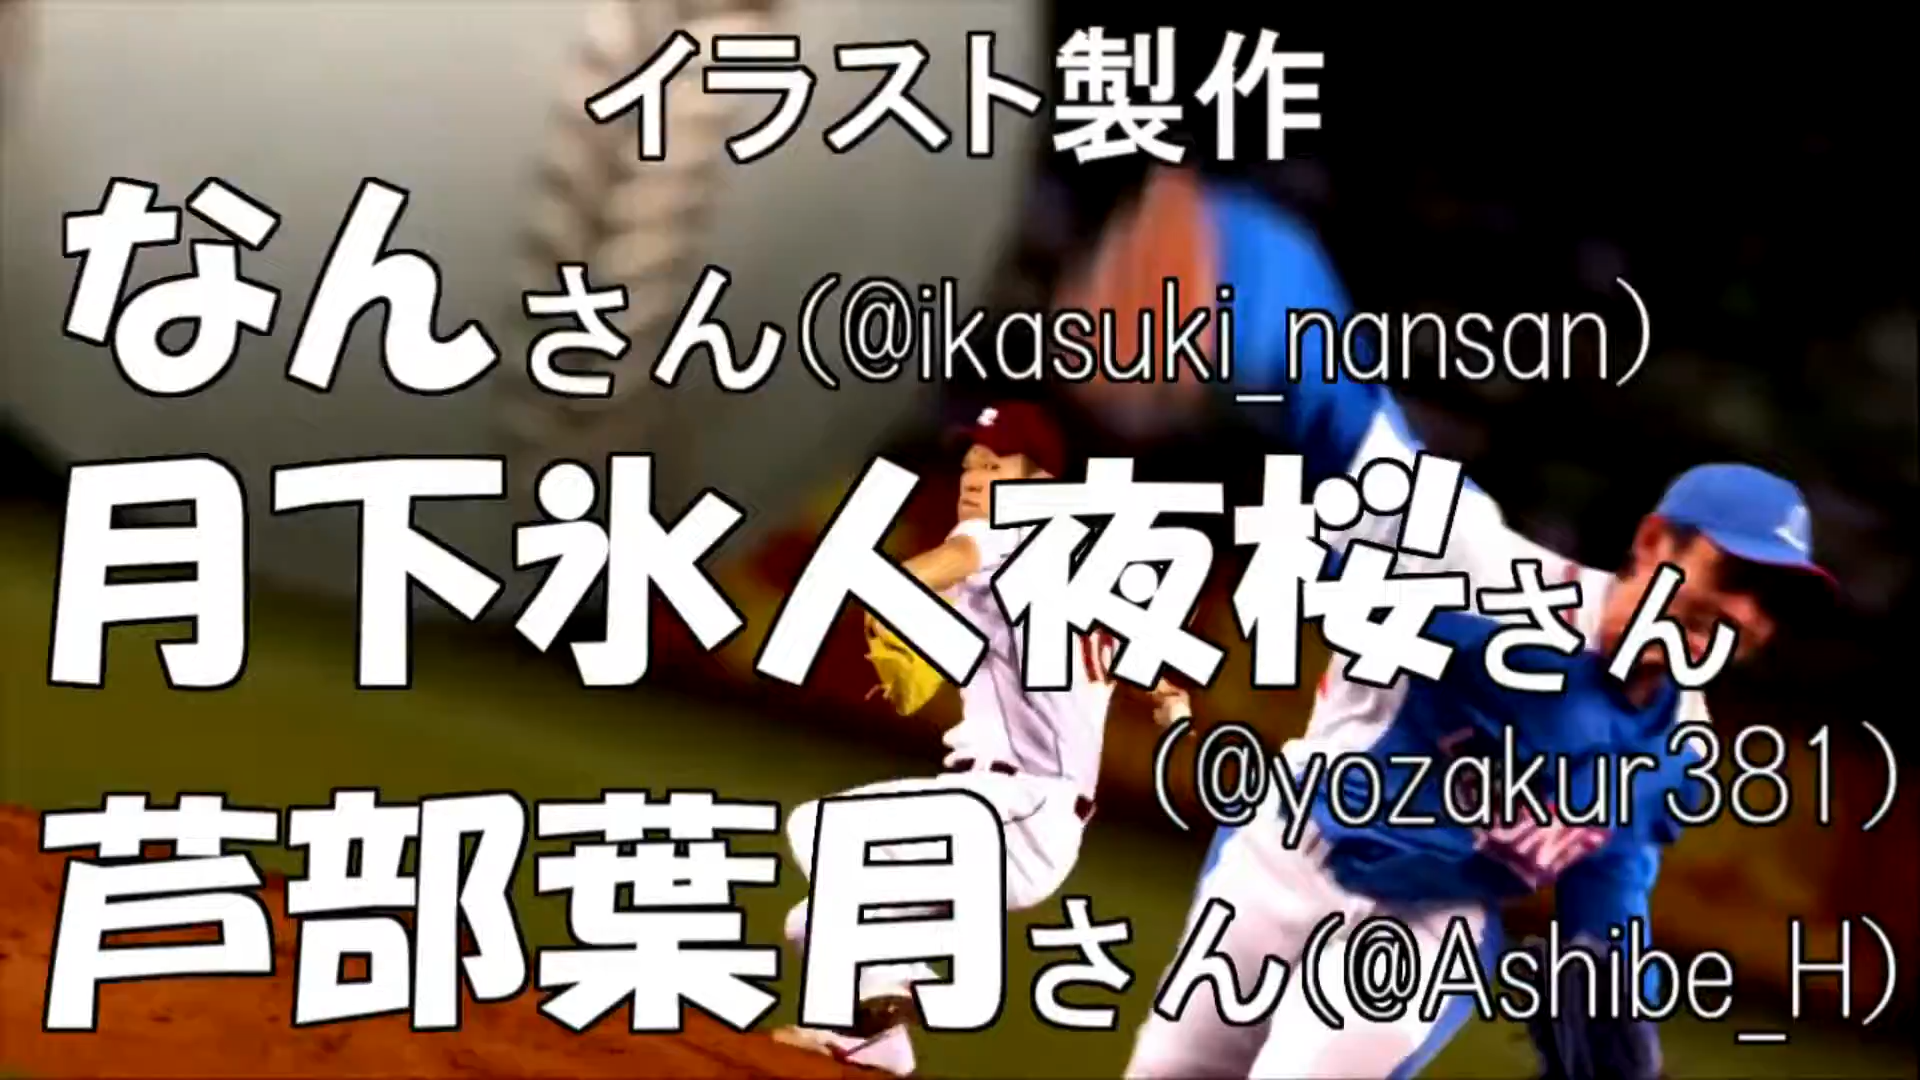 イラスト製作
なんさん(@ikasuki_nansan)
月下氷人夜桜さん
(@yozakur381)
芦部葉月さん(@Ashibe_H)